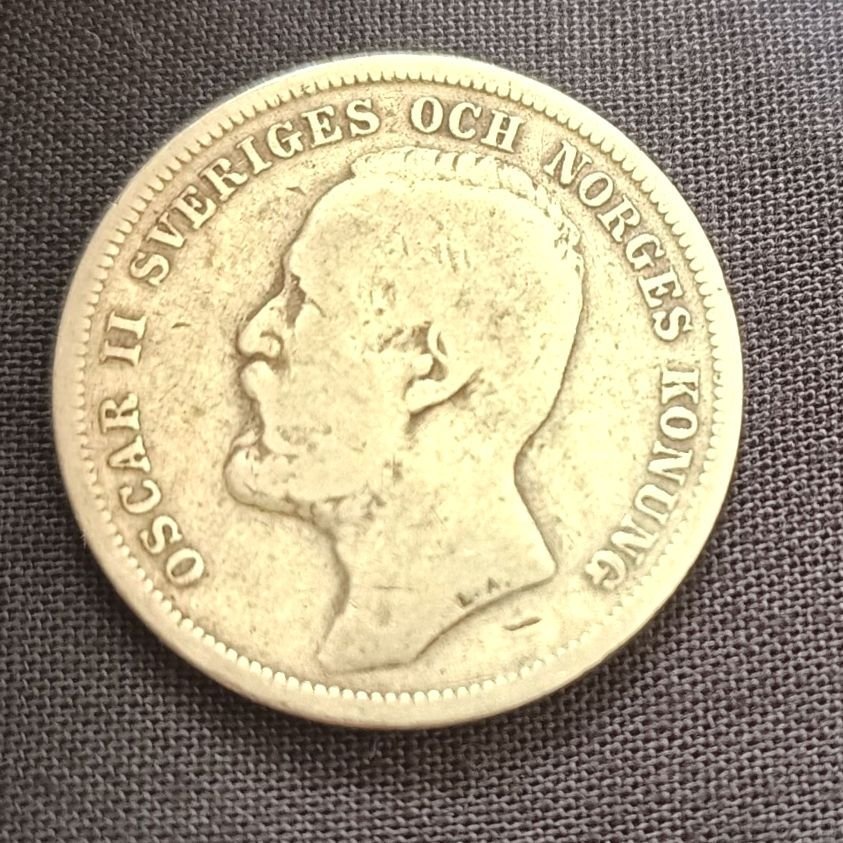 OSCAR II SVERIGES OCH NORGES KONUNG
L.A.